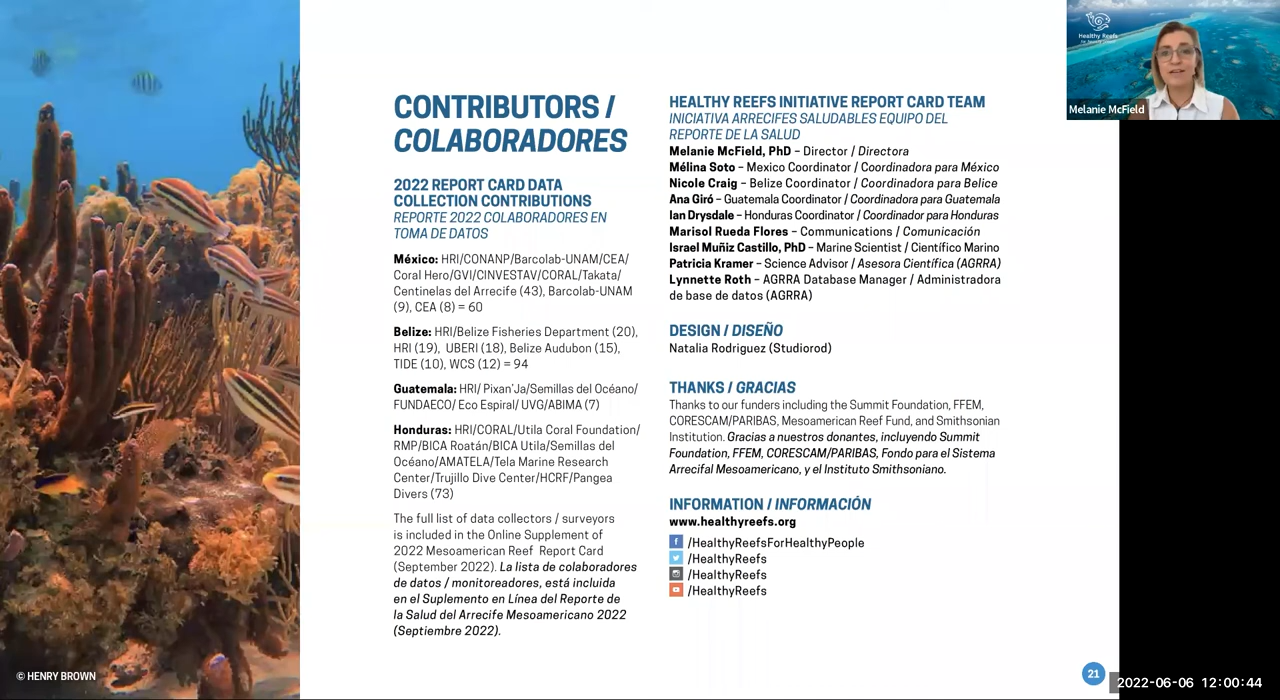 CONTRIBUTORS /
COLABORADORES
2022 REPORT CARD DATA
COLLECTION CONTRIBUTIONS
REPORTE 2022 COLABORADORES EN
TOMA DE DATOS
México: HRI/CONANP/Barcolab-UNAM/CEA/
Coral Hero/GVI/CINVESTAV/CORAL/Takata/
Centinelas del Arrecife (43), Barcolab-UNAM
(9), CEA (8) = 60
Belize: HRI/Belize Fisheries Department (20),
HRI (19), UBERI (18), Belize Audubon (15),
TIDE (10), WCS (12) = 94
Guatemala: HRI/ Pixan'Ja/Semillas del Océano/
FUNDAECO/ Eco Espiral/ UVG/ABIMA (7)
Honduras: HRI/CORAL/Utila Coral Foundation/
RMP/BICA Roatán/BICA Utila/Semillas del
Océano/AMATELA/Tela Marine Research
Center/Trujillo Dive Center/HCRF/Pangea
Divers (73)
The full list of data collectors / surveyors
is included in the Online Supplement of
2022 Mesoamerican Reef Report Card
(September 2022). La lista de colaboradores
de datos / monitoreadores, está incluida
en el Suplemento en Línea del Reporte de
la Salud del Arrecife Mesoamericano 2022
(Septiembre 2022).
HEALTHY REEFS INITIATIVE REPORT CARD TEAM
INICIATIVA ARRECIFES SALUDABLES EQUIPO DEL
REPORTE DE LA SALUD
Melanie McField, PhD – Director / Directora
Mélina Soto – Mexico Coordinator / Coordinadora para México
Nicole Craig – Belize Coordinator / Coordinadora para Belice
Ana Giró – Guatemala Coordinator / Coordinadora para Guatemala
Ian Drysdale – Honduras Coordinator / Coordinador para Honduras
Marisol Rueda Flores – Communications / Comunicación
Israel Muñiz Castillo, PhD – Marine Scientist / Científico Marino
Patricia Kramer – Science Advisor / Asesora Científica (AGRRA)
Lynnette Roth – AGRRA Database Manager / Administradora
de base de datos (AGRRA)
DESIGN / DISEÑO
Natalia Rodriguez (Studiorod)
THANKS / GRACIAS
Thanks to our funders including the Summit Foundation, FFEM,
CORESCAM/PARIBAS, Mesoamerican Reef Fund, and Smithsonian
Institution. Gracias a nuestros donantes, incluyendo Summit
Foundation, FFEM, CORESCAM/PARIBAS, Fondo para el Sistema
Arrecifal Mesoamericano, y el Instituto Smithsoniano.
INFORMATION / INFORMACIÓN
www.healthyreefs.org
/HealthyReefsForHealthyPeople
/HealthyReefs
/HealthyReefs
/HealthyReefs
Healthy Reefs
Melanie McField
© HENRY BROWN
21
2022-06-06 12:00:44